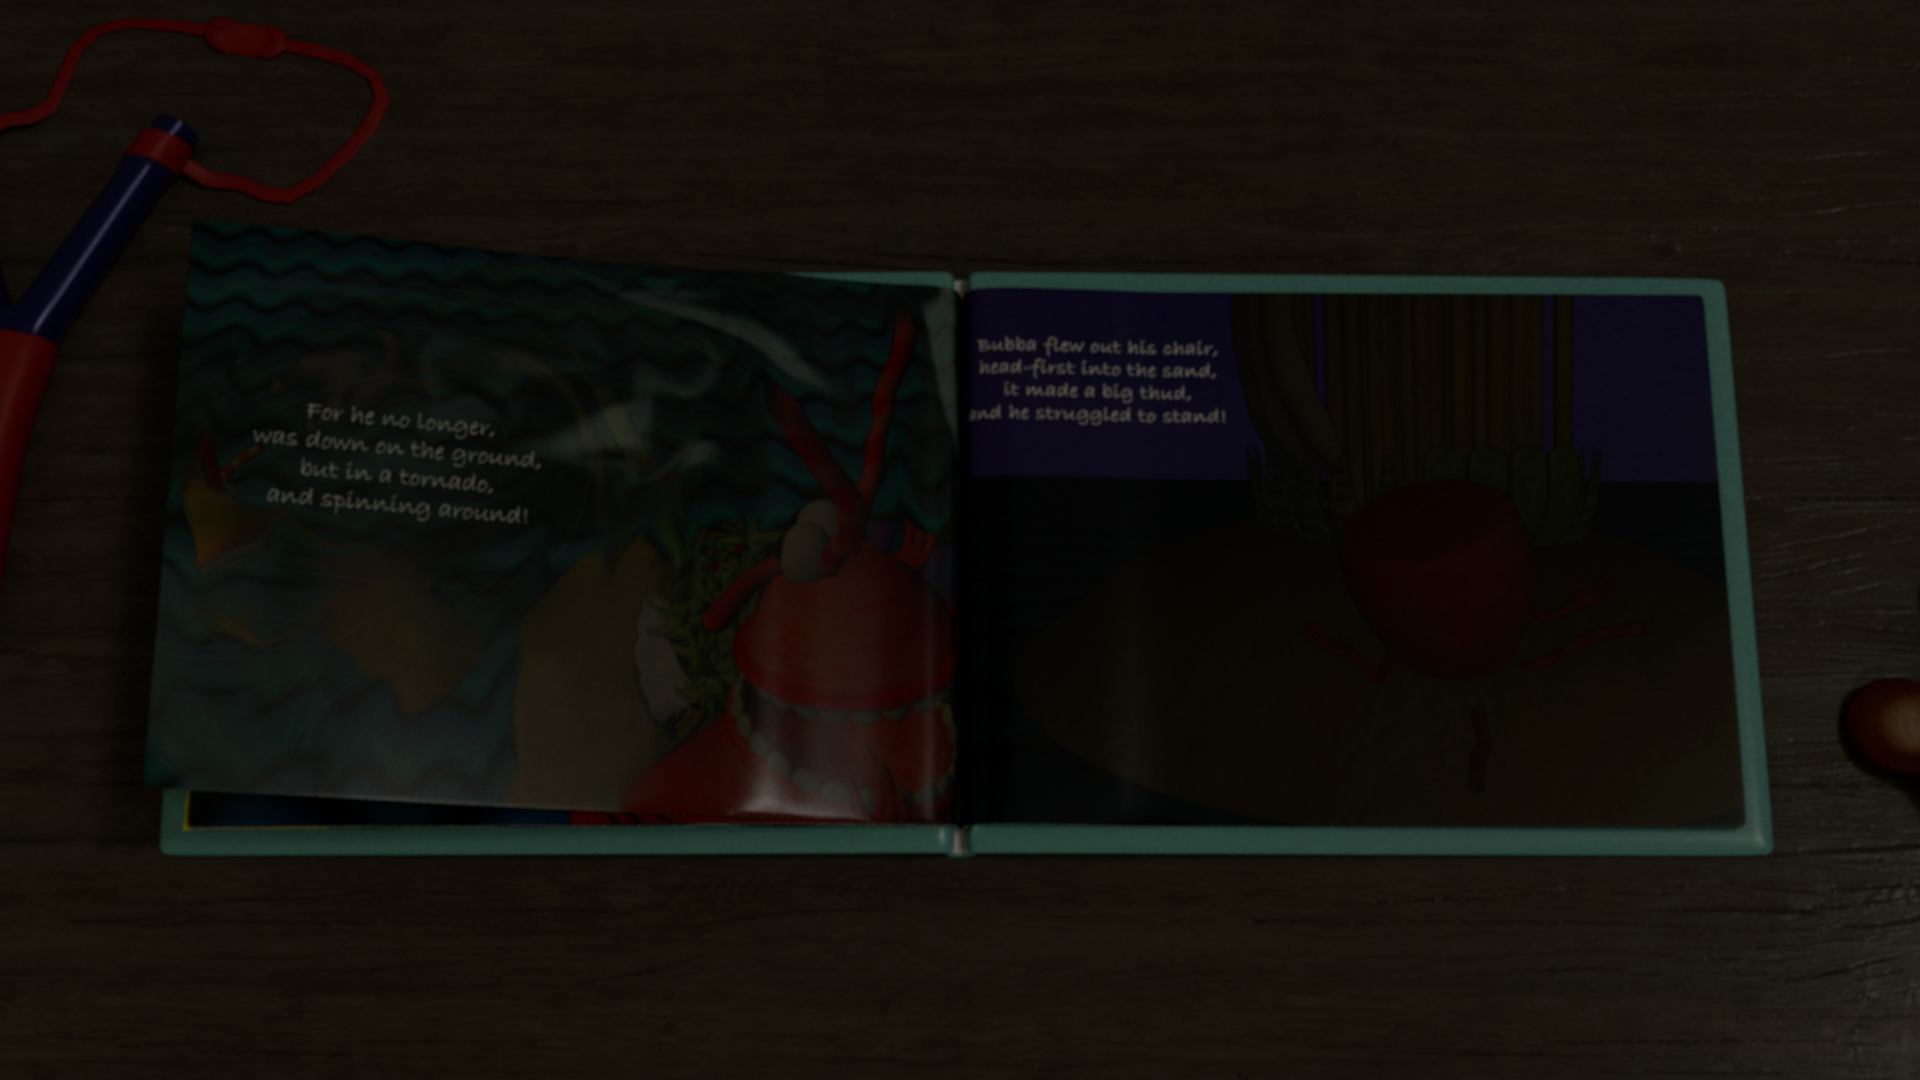 For he no longer,
was down on the ground,
but in a tornado,
and spinning around!
Bubba flew out his chair,
head-first into the sand,
it made a big thud,
and he struggled to stand!